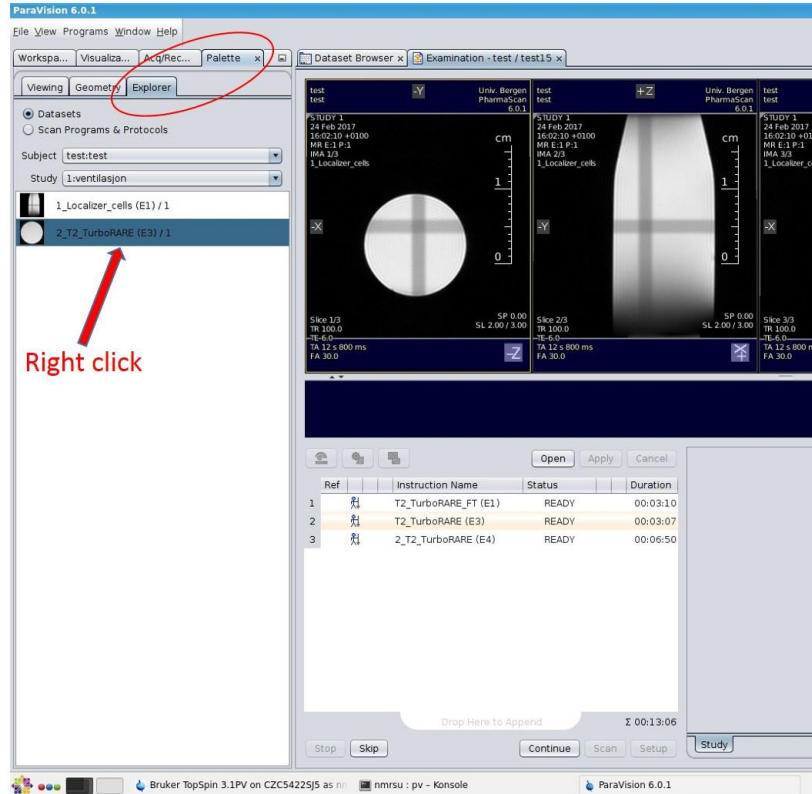 ParaVision 6.0.1
File View Programs Window Help
Workspa... Visualiza... Acq/Rec... Palette x
Dataset Browser x Examination - test / test15 x
Viewing Geometry Explorer
Datasets
Scan Programs & Protocols
Subject test:test
Study 1:ventilasjon
1_Localizer_cells (E1) / 1
2_T2_TurboRARE (E3) / 1
Right click
test
test
-Y
Univ. Bergen
PharmaScan
6.0.1
STUDY 1
24 Feb 2017
16:02:10 +0100
MR E:1 P:1
IMA 1/3
1_Localizer_cells
cm
1
0
-X
Slice 1/3
TR 100.0
TE 6.0
TA 12 s 800 ms
FA 30.0
SP 0.00
SL 2.00 / 3.00
-Z
test
test
+Z
Univ. Bergen
PharmaScan
6.0.1
STUDY 1
24 Feb 2017
16:02:10 +0100
MR E:1 P:1
IMA 2/3
1_Localizer_cells
cm
1
0
-Y
Slice 2/3
TR 100.0
TE 6.0
TA 12 s 800 ms
FA 30.0
SP 0.00
SL 2.00 / 3.00
test
test
STUDY 1
24 Feb 2017
16:02:10 +01
MR E:1 P:1
IMA 3/3
1_Localizer_c
-X
Slice 3/3
TR 100.0
TE 6.0
TA 12 s 800 m
FA 30.0
Open Apply Cancel
Ref Instruction Name Status Duration
1 T2_TurboRARE_FT (E1) READY 00:03:10
2 T2_TurboRARE (E3) READY 00:03:07
3 2_T2_TurboRARE (E4) READY 00:06:50
Drop Here to Append Σ 00:13:06
Stop Skip Continue Scan Setup
Study
Bruker TopSpin 3.1PV on CZC5422SJ5 as nn nmrsu : pv – Konsole ParaVision 6.0.1